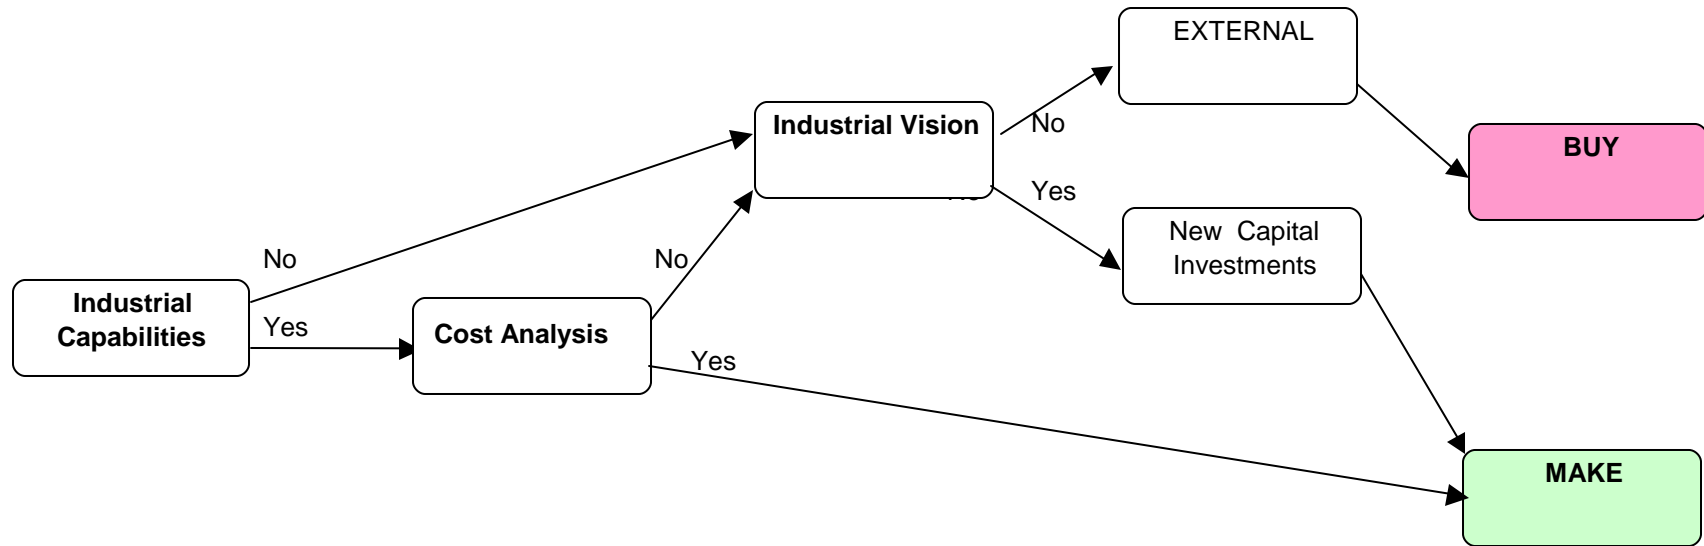 EXTERNAL
Industrial Vision
No
BUY
Yes
New Capital
Investments
No
No
Industrial
Capabilities
Yes
Cost Analysis
Yes
MAKE